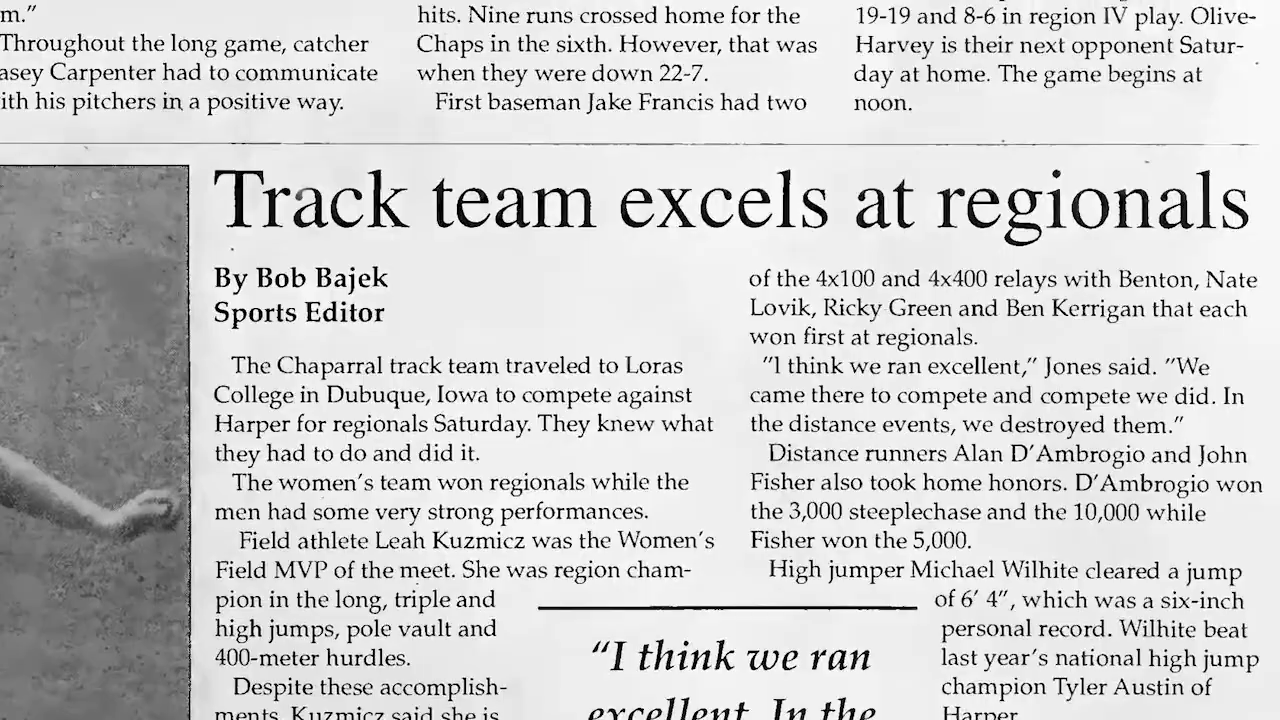 m."
Throughout the long game, catcher
asey Carpenter had to communicate
ith his pitchers in a positive way.
hits. Nine runs crossed home for the
Chaps in the sixth. However, that was
when they were down 22-7.
First baseman Jake Francis had two
19-19 and 8-6 in region IV play. Olive-
Harvey is their next opponent Satur-
day at home. The game begins at
noon.
Track team excels at regionals
By Bob Bajek
Sports Editor
The Chaparral track team traveled to Loras
College in Dubuque, Iowa to compete against
Harper for regionals Saturday. They knew what
they had to do and did it.
The women's team won regionals while the
men had some very strong performances.
Field athlete Leah Kuzmicz was the Women's
Field MVP of the meet. She was region cham-
pion in the long, triple and
high jumps, pole vault and
400-meter hurdles.
Despite these accomplish-
ments, Kuzmicz said she is
"I think we ran
excellent. In the
of the 4x100 and 4x400 relays with Benton, Nate
Lovik, Ricky Green and Ben Kerrigan that each
won first at regionals.
"I think we ran excellent," Jones said. "We
came there to compete and compete we did. In
the distance events, we destroyed them."
Distance runners Alan D'Ambrogio and John
Fisher also took home honors. D'Ambrogio won
the 3,000 steeplechase and the 10,000 while
Fisher won the 5,000.
High jumper Michael Wilhite cleared a jump
of 6' 4", which was a six-inch
personal record. Wilhite beat
last year's national high jump
champion Tyler Austin of
Harper.